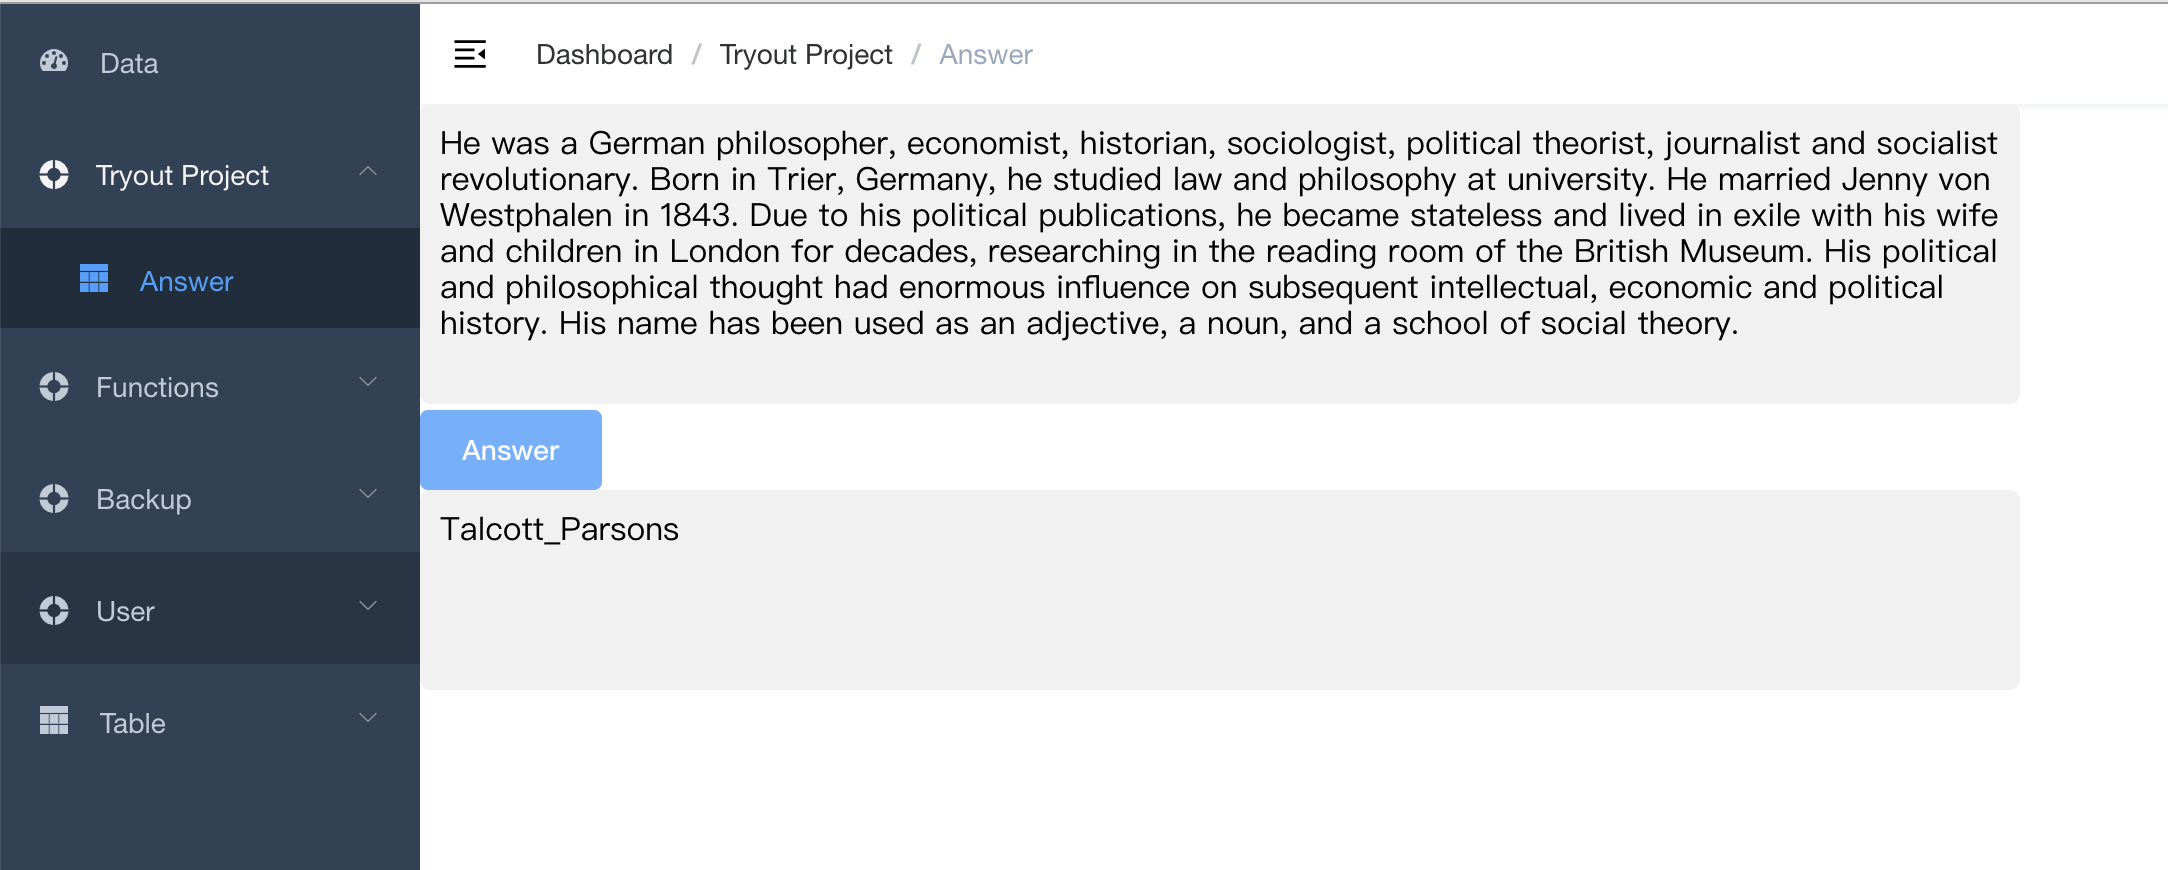 Data
Tryout Project
Answer
Functions
Backup
User
Table
Dashboard / Tryout Project / Answer
He was a German philosopher, economist, historian, sociologist, political theorist, journalist and socialist
revolutionary. Born in Trier, Germany, he studied law and philosophy at university. He married Jenny von
Westphalen in 1843. Due to his political publications, he became stateless and lived in exile with his wife
and children in London for decades, researching in the reading room of the British Museum. His political
and philosophical thought had enormous influence on subsequent intellectual, economic and political
history. His name has been used as an adjective, a noun, and a school of social theory.
Answer
Talcott_Parsons